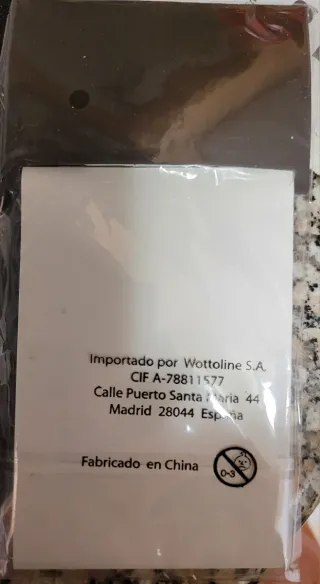 Importado por Wottoline S.A.
CIF A-78811577
Calle Puerto Santa María 44
Madrid 28044 España
Fabricado en China
0-3